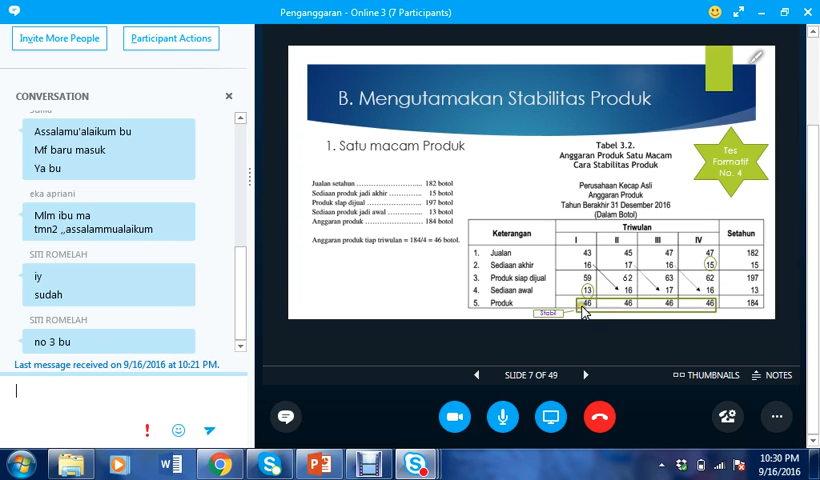 Penganggaran - Online 3 (7 Participants)
Invite More People
Participant Actions
CONVERSATION
Assalamu'alaikum bu
Mf baru masuk
Ya bu
eka apriani
Mlm ibu ma
tmn2 ,,assalammualaikum
SITI ROMELAH
iy
sudah
SITI ROMELAH
no 3 bu
Last message received on 9/16/2016 at 10:21 PM.
B. Mengutamakan Stabilitas Produk
1. Satu macam Produk
Jualan setahun ........................... 182 botol
Sediaan produk jadi akhir ........... 15 botol
Produk siap dijual ....................... 197 botol
Sediaan produk jadi awal ............ 13 botol
Anggaran produk ........................ 184 botol
Anggaran produk tiap triwulan = 184/4 = 46 botol.
Tabel 3.2.
Anggaran Produk Satu Macam
Cara Stabilitas Produk
Perusahaan Kecap Asli
Anggaran Produk
Tahun Berakhir 31 Desember 2016
(Dalam Botol)
Tes
Formatif
No. 4
Keterangan Triwulan Setahun
I II III IV
1. Jualan 43 45 47 47 182
2. Sediaan akhir 16 17 16 15 15
3. Produk siap dijual 59 62 63 62 197
4. Sediaan awal 13 16 17 16 13
5. Produk 46 46 46 46 184
Stabil
SLIDE 7 OF 49
THUMBNAILS
NOTES
10:30 PM
9/16/2016